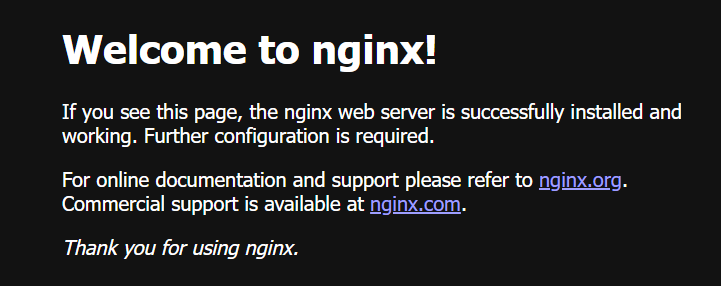 Welcome to nginx!
If you see this page, the nginx web server is successfully installed and
working. Further configuration is required.
For online documentation and support please refer to nginx.org.
Commercial support is available at nginx.com.
Thank you for using nginx.